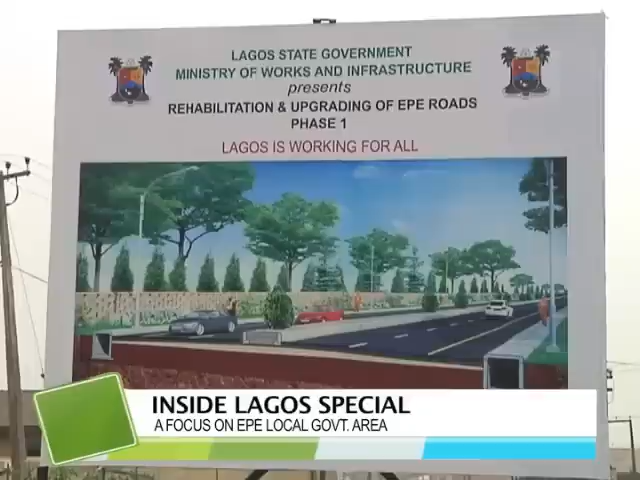 LAGOS STATE GOVERNMENT
MINISTRY OF WORKS AND INFRASTRUCTURE
presents
REHABILITATION & UPGRADING OF EPE ROADS
PHASE 1
LAGOS IS WORKING FOR ALL
INSIDE LAGOS SPECIAL
A FOCUS ON EPE LOCAL GOVT. AREA